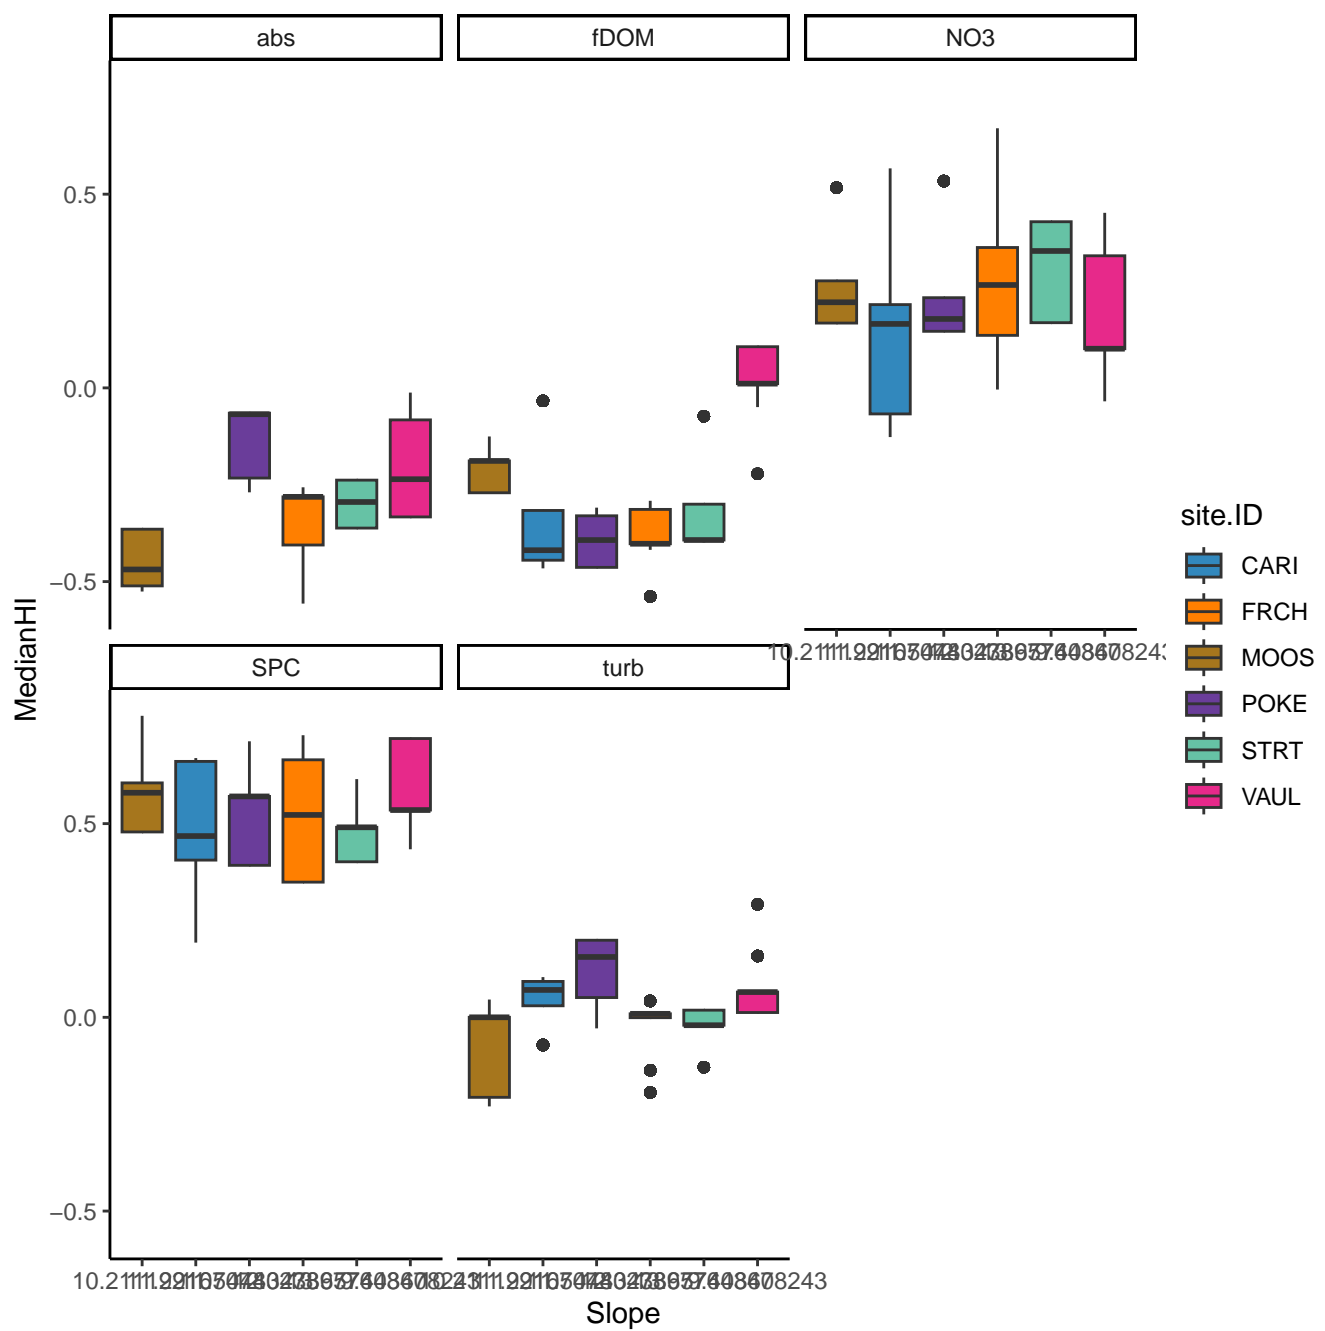 abs
fDOM
NO3
0.5
0.0
−0.5
MedianHI
SPC
turb
0.5
0.0
−0.5
Slope
site.ID
CARI
FRCH
MOOS
POKE
STRT
VAUL